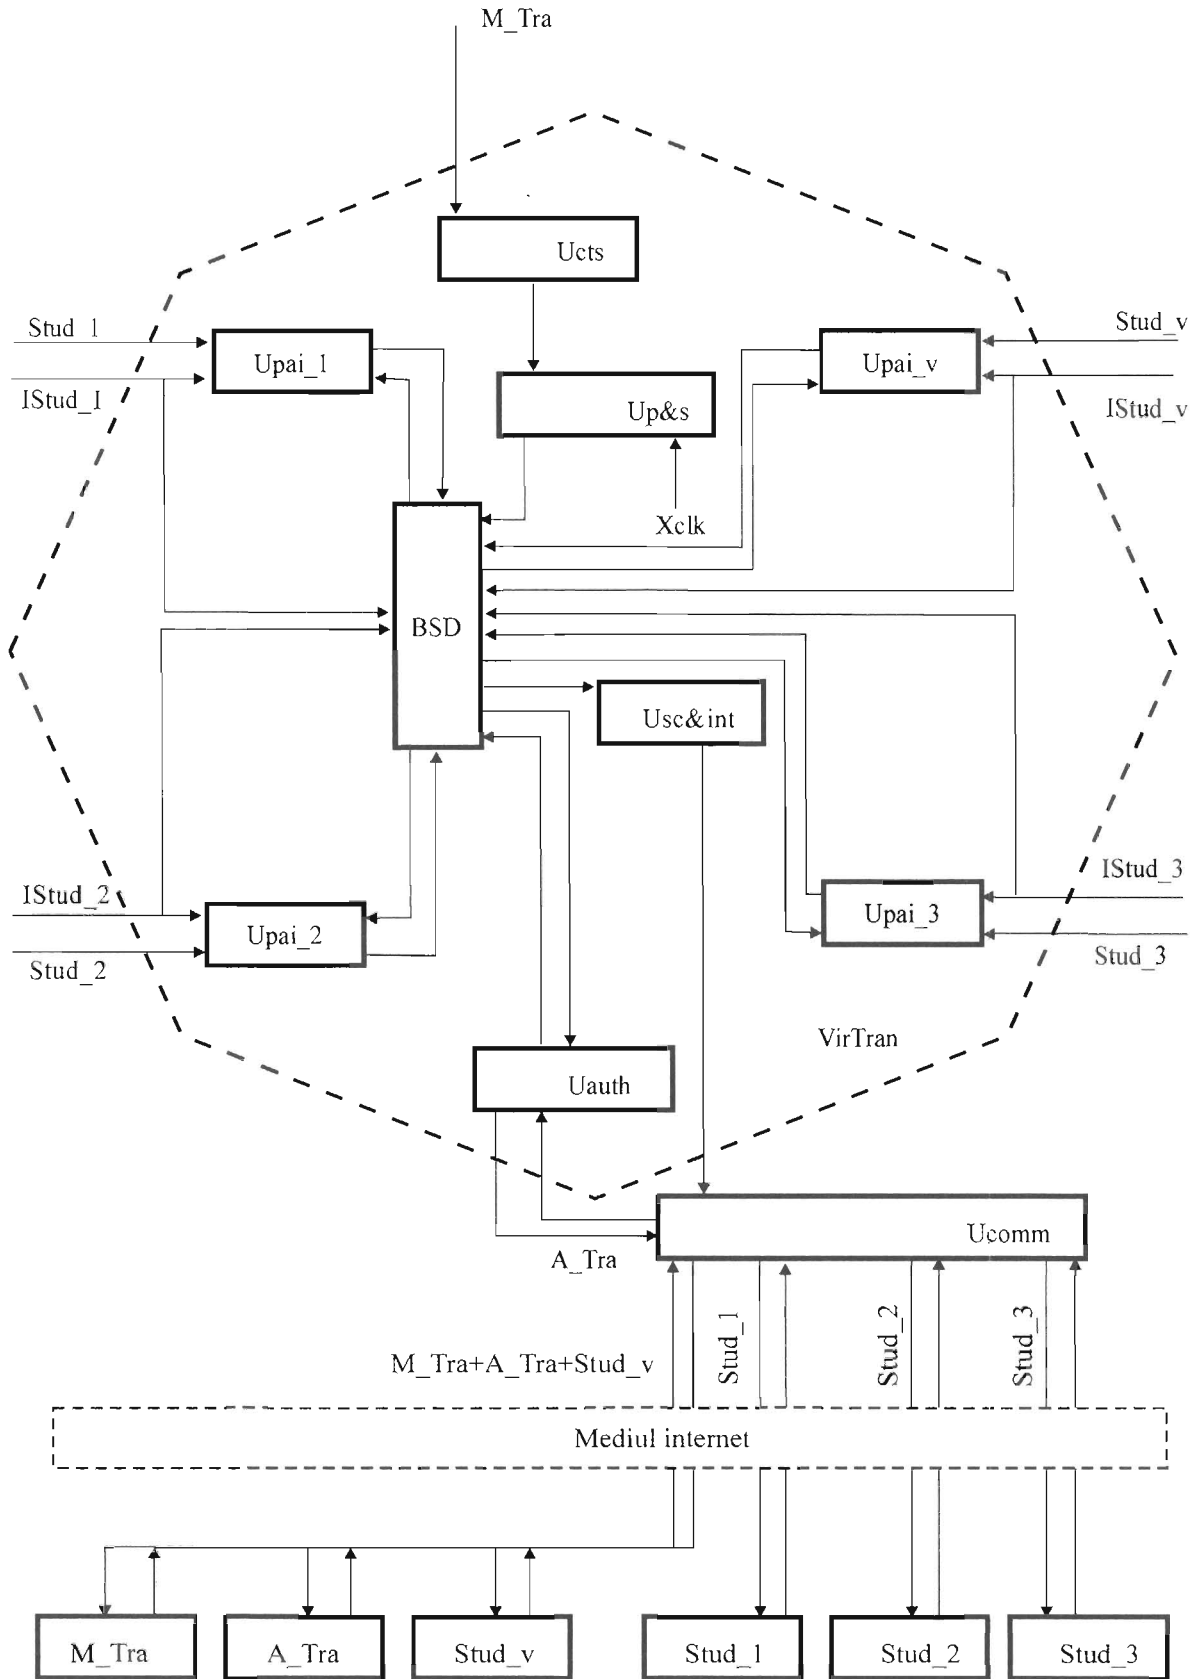 M_Tra
Ucts
Stud_1
Upai_1
IStud_1
Up&s
Xclk
Stud_v
Upai_v
IStud_v
BSD
Usc&int
IStud_2
Upai_2
Stud_2
IStud_3
Upai_3
Stud_3
VirTran
Uauth
Ucomm
A_Tra
Stud_1
Stud_2
Stud_3
M_Tra+A_Tra+Stud_v
Mediul internet
M_Tra
A_Tra
Stud_v
Stud_1
Stud_2
Stud_3